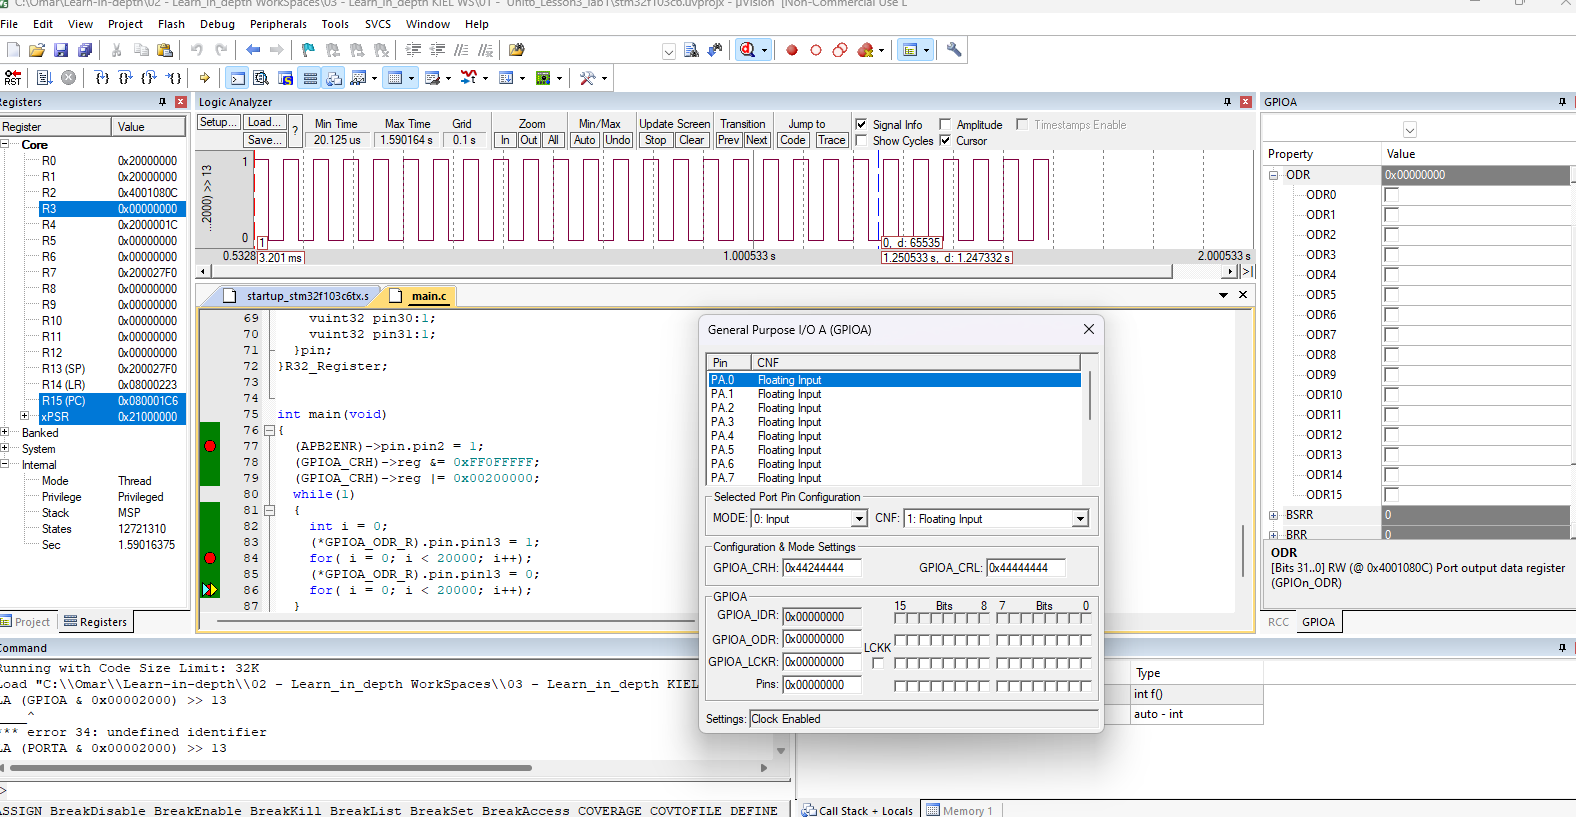 C:\Omar\Learn-in-depth\02 - Learn_in_depth WorkSpaces\03 - Learn_in_depth KIEL WS\01 - Unit6_Lesson3_lab1\stm32f103c6.uvprojx - µVision [Non-Commercial Use L
File Edit View Project Flash Debug Peripherals Tools SVCS Window Help
RST
Registers
Register Value
Core
R0 0x20000000
R1 0x20000000
R2 0x4001080C
R3 0x00000000
R4 0x2000001C
R5 0x00000000
R6 0x00000000
R7 0x200027F0
R8 0x00000000
R9 0x00000000
R10 0x00000000
R11 0x00000000
R12 0x00000000
R13 (SP) 0x200027F0
R14 (LR) 0x08000223
R15 (PC) 0x080001C6
xPSR 0x21000000
Banked
System
Internal
Mode Thread
Privilege Privileged
Stack MSP
States 12721310
Sec 1.59016375
Project Registers
Logic Analyzer
Setup... Load... Save... ?
Min Time Max Time Grid Zoom Min/Max Update Screen Transition Jump to
20.125 us 1.590164 s 0.1 s In Out All Auto Undo Stop Clear Prev Next Code Trace
Signal Info Amplitude Timestamps Enable
Show Cycles Cursor
...2000) >> 13
1
0
1
0, d: 65535
0.5328 3.201 ms 1.000533 s 1.250533 s, d: 1.247332 s 2.000533 s
startup_stm32f103c6tx.s main.c
69 vuint32 pin30:1;
70 vuint32 pin31:1;
71 }pin;
72 }R32_Register;
73
74
75 int main(void)
76 {
77 (APB2ENR)->pin.pin2 = 1;
78 (GPIOA_CRH)->reg &= 0xFF0FFFFF;
79 (GPIOA_CRH)->reg |= 0x00200000;
80 while(1)
81 {
82 int i = 0;
83 (*GPIOA_ODR_R).pin.pin13 = 1;
84 for( i = 0; i < 20000; i++);
85 (*GPIOA_ODR_R).pin.pin13 = 0;
86 for( i = 0; i < 20000; i++);
87 }
General Purpose I/O A (GPIOA)
Pin CNF
PA.0 Floating Input
PA.1 Floating Input
PA.2 Floating Input
PA.3 Floating Input
PA.4 Floating Input
PA.5 Floating Input
PA.6 Floating Input
PA.7 Floating Input
Selected Port Pin Configuration
MODE: 0: Input CNF: 1: Floating Input
Configuration & Mode Settings
GPIOA_CRH: 0x44244444 GPIOA_CRL: 0x44444444
GPIOA
15 Bits 8 7 Bits 0
GPIOA_IDR: 0x00000000
GPIOA_ODR: 0x00000000
LCKK
GPIOA_LCKR: 0x00000000
Pins: 0x00000000
Settings: Clock Enabled
GPIOA
Property Value
ODR 0x00000000
ODR0
ODR1
ODR2
ODR3
ODR4
ODR5
ODR6
ODR7
ODR8
ODR9
ODR10
ODR11
ODR12
ODR13
ODR14
ODR15
BSRR 0
BRR 0
ODR
[Bits 31..0] RW (@ 0x4001080C) Port output data register
(GPIOn_ODR)
RCC GPIOA
Command
Running with Code Size Limit: 32K
Load "C:\\Omar\\Learn-in-depth\\02 - Learn_in_depth WorkSpaces\\03 - Learn_in_depth KIEL
LA (GPIOA & 0x00002000) >> 13
____^
*** error 34: undefined identifier
LA (PORTA & 0x00002000) >> 13
>
ASSIGN BreakDisable BreakEnable BreakKill BreakList BreakSet BreakAccess COVERAGE COVTOFILE DEFINE
Type
int f()
auto - int
Call Stack + Locals Memory 1